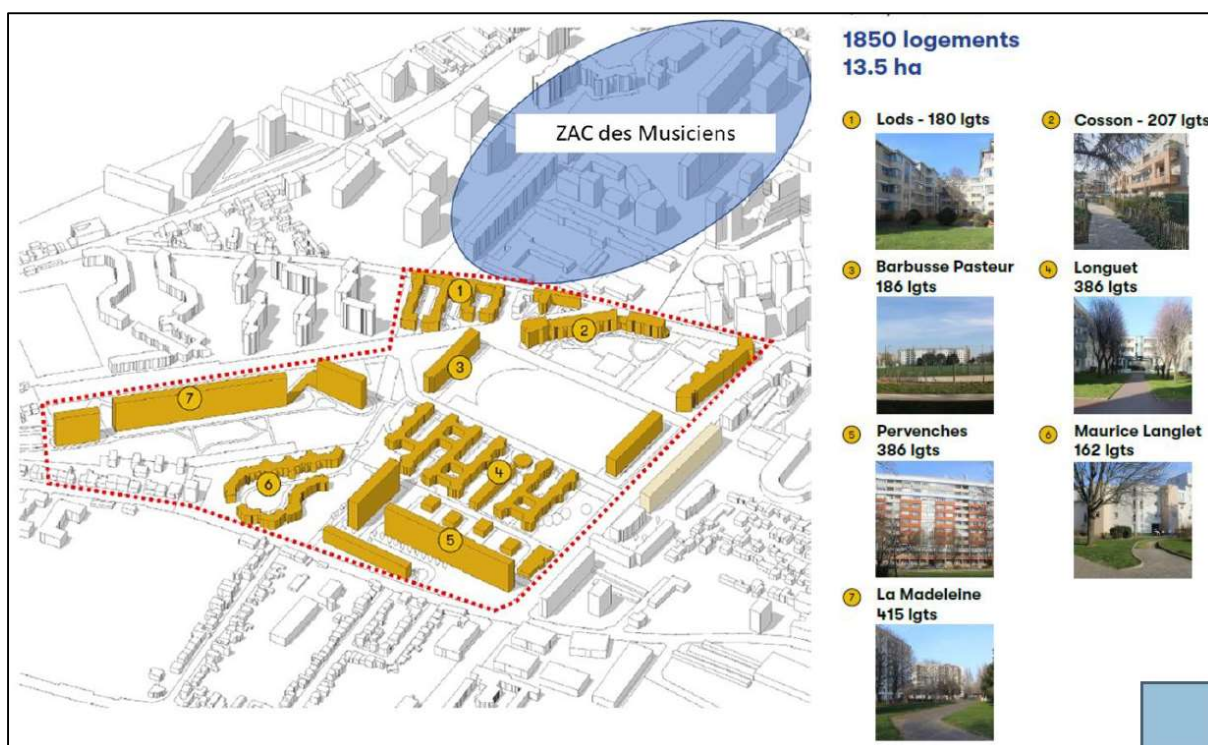 1850 logements
13.5 ha
ZAC des Musiciens
1 Lods - 180 lgts
2 Cosson - 207 lgts
3 Barbusse Pasteur
186 lgts
4 Longuet
386 lgts
5 Pervenches
386 lgts
6 Maurice Langlet
162 lgts
7 La Madeleine
415 lgts
1
2
3
7
4
6
5